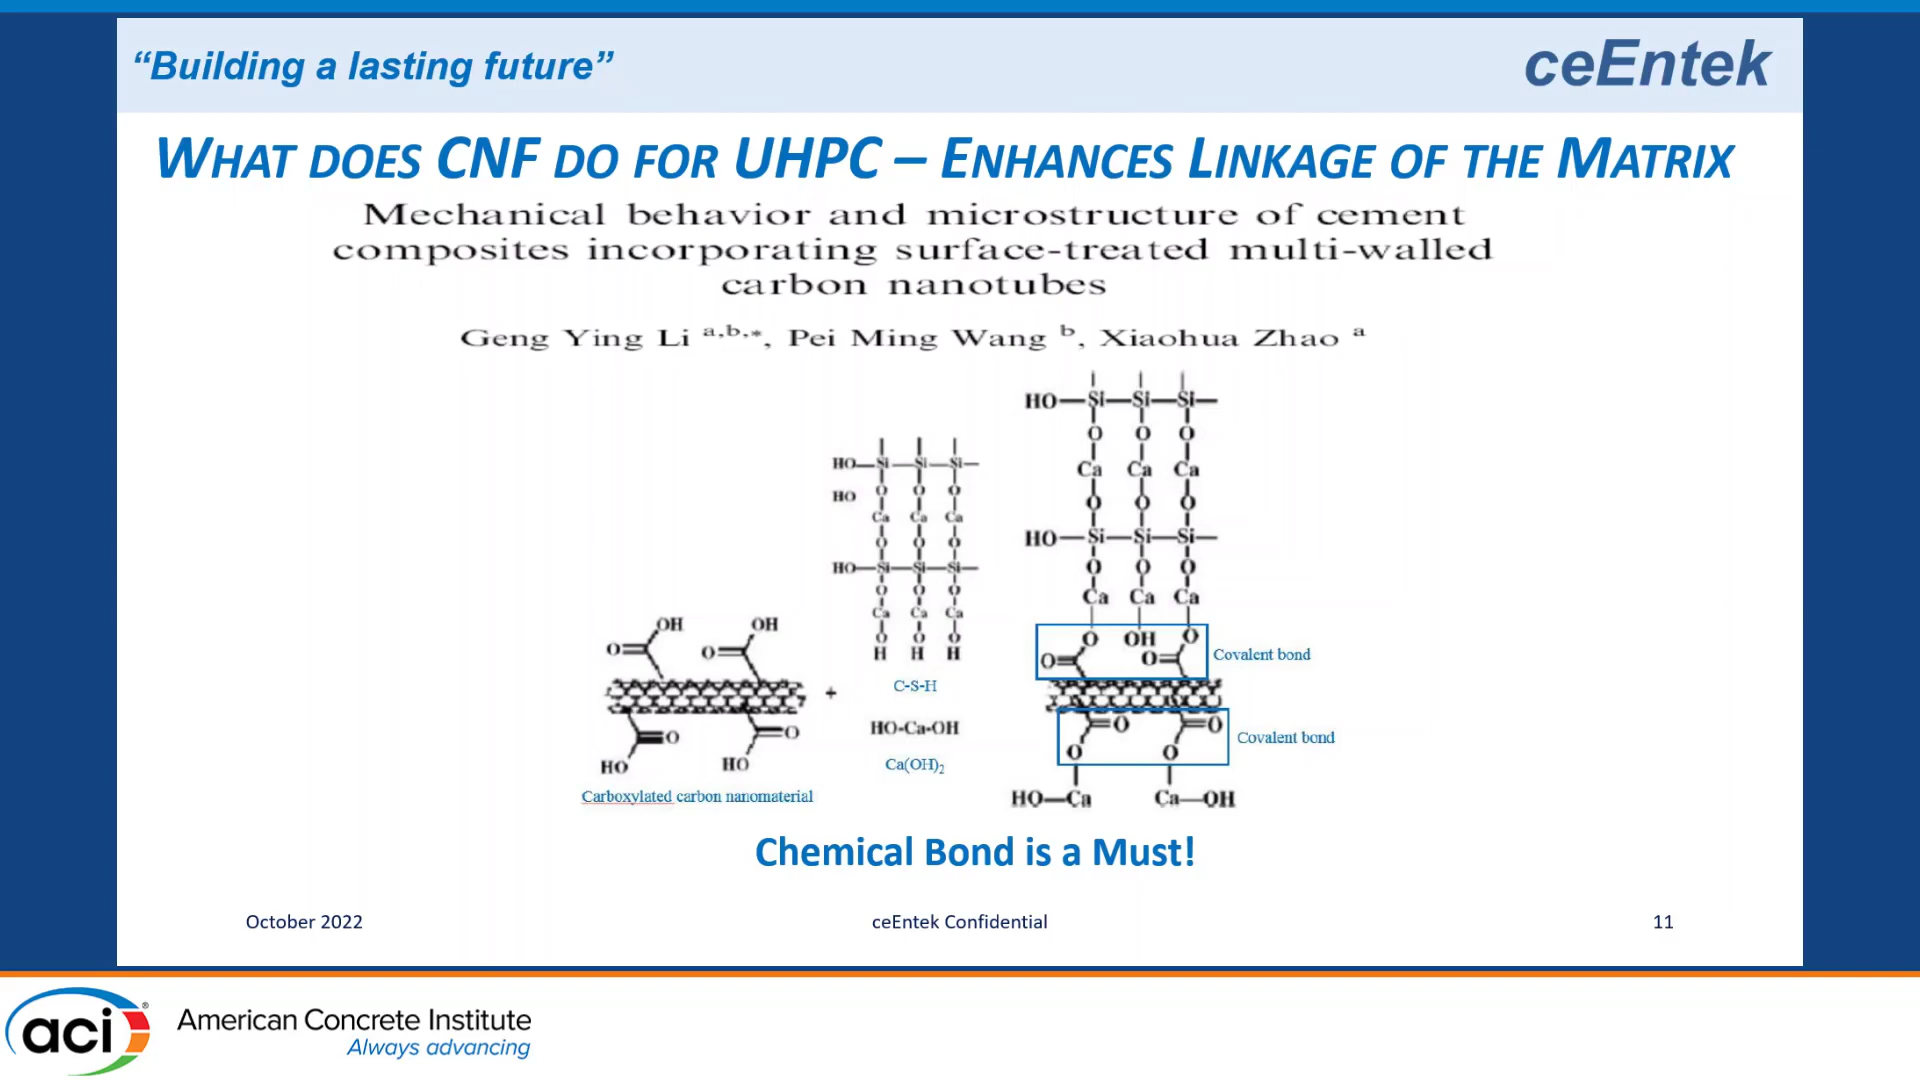 “Building a lasting future”
ceEntek
WHAT DOES CNF DO FOR UHPC – ENHANCES LINKAGE OF THE MATRIX
Mechanical behavior and microstructure of cement
composites incorporating surface-treated multi-walled
carbon nanotubes
Geng Ying Li a,b,*, Pei Ming Wang b, Xiaohua Zhao a
HO—Si—Si—Si—
O O O
Ca Ca Ca
O O O
HO—Si—Si—Si—
O O O
Ca Ca Ca
O OH O
O O
Covalent bond
O O
Covalent bond
O O
HO—Ca Ca—OH
HO—Si—Si—Si—
HO O O O
Ca Ca Ca
O O O
HO—Si—Si—Si—
O O O
Ca Ca Ca
O O O
H H H
C-S-H
HO-Ca-OH
Ca(OH)2
OH OH
O O
+
O O
HO HO
Carboxylated carbon nanomaterial
Chemical Bond is a Must!
October 2022
ceEntek Confidential
11
aci®
American Concrete Institute
Always advancing